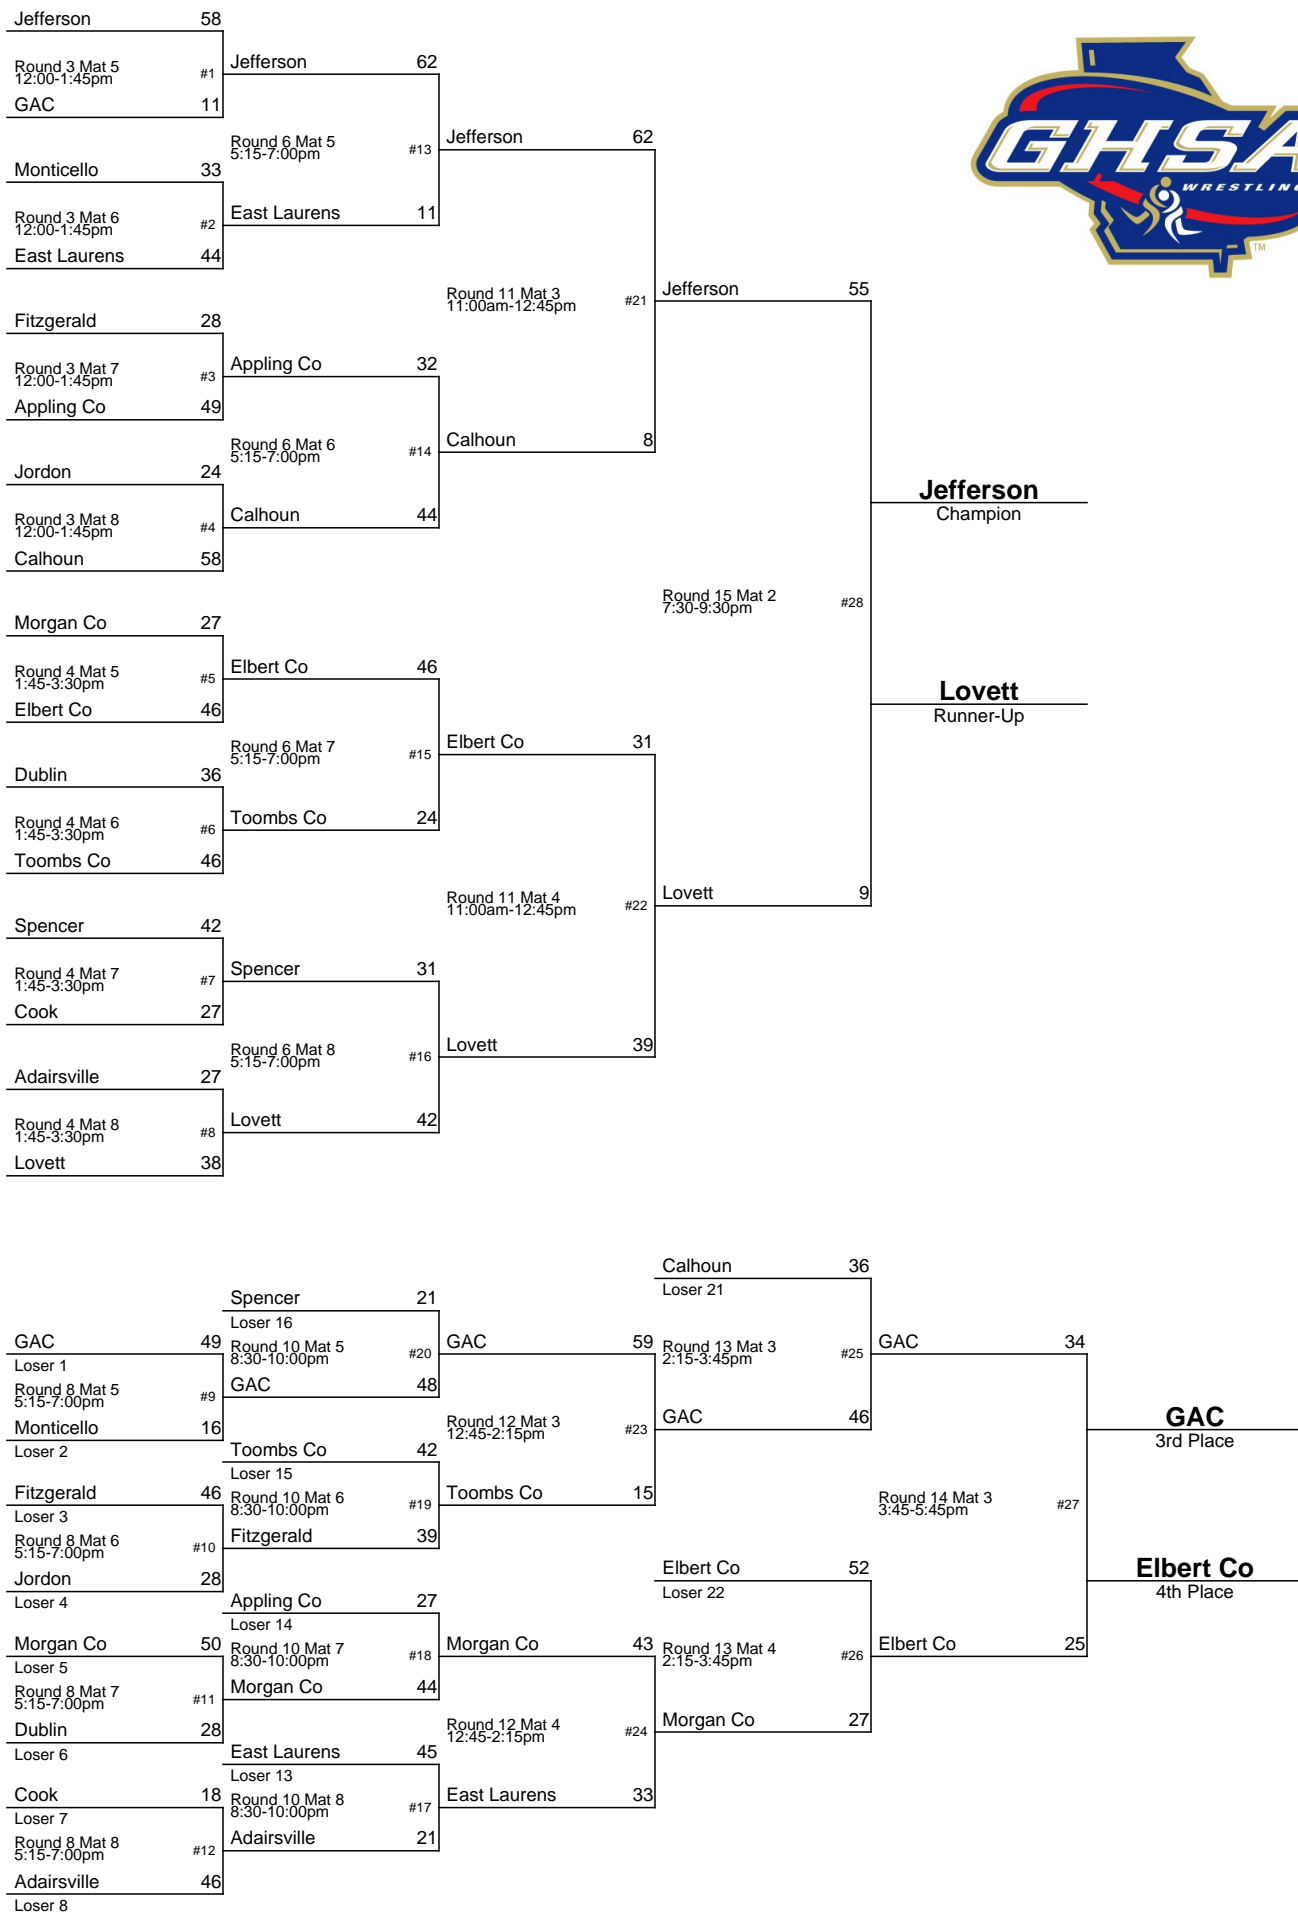 Jefferson 58
Round 3 Mat 5
12:00-1:45pm
#1
GAC 11
Monticello 33
Round 3 Mat 6
12:00-1:45pm
#2
East Laurens 44
Fitzgerald 28
Round 3 Mat 7
12:00-1:45pm
#3
Appling Co 49
Jordon 24
Round 3 Mat 8
12:00-1:45pm
#4
Calhoun 58
Morgan Co 27
Round 4 Mat 5
1:45-3:30pm
#5
Elbert Co 46
Dublin 36
Round 4 Mat 6
1:45-3:30pm
#6
Toombs Co 46
Spencer 42
Round 4 Mat 7
1:45-3:30pm
#7
Cook 27
Adairsville 27
Round 4 Mat 8
1:45-3:30pm
#8
Lovett 38
Jefferson 62
Round 6 Mat 5
5:15-7:00pm
#13
East Laurens 11
Appling Co 32
Round 6 Mat 6
5:15-7:00pm
#14
Calhoun 44
Elbert Co 46
Round 6 Mat 7
5:15-7:00pm
#15
Toombs Co 24
Spencer 31
Round 6 Mat 8
5:15-7:00pm
#16
Lovett 42
Jefferson 62
Round 11 Mat 3
11:00am-12:45pm
#21
Calhoun 8
Elbert Co 31
Round 11 Mat 4
11:00am-12:45pm
#22
Lovett 39
Jefferson 55
Round 15 Mat 2
7:30-9:30pm
#28
Lovett 9
GHSA
WRESTLING
TM
Jefferson
Champion
Lovett
Runner-Up
GAC 49
Loser 1
Round 8 Mat 5
5:15-7:00pm
#9
Monticello 16
Loser 2
Fitzgerald 46
Loser 3
Round 8 Mat 6
5:15-7:00pm
#10
Jordon 28
Loser 4
Morgan Co 50
Loser 5
Round 8 Mat 7
5:15-7:00pm
#11
Dublin 28
Loser 6
Cook 18
Loser 7
Round 8 Mat 8
5:15-7:00pm
#12
Adairsville 46
Loser 8
Spencer 21
Loser 16
Round 10 Mat 5
8:30-10:00pm
#20
GAC 48
Toombs Co 42
Loser 15
Round 10 Mat 6
8:30-10:00pm
#19
Fitzgerald 39
Appling Co 27
Loser 14
Round 10 Mat 7
8:30-10:00pm
#18
Morgan Co 44
East Laurens 45
Loser 13
Round 10 Mat 8
8:30-10:00pm
#17
Adairsville 21
GAC 59
Round 12 Mat 3
12:45-2:15pm
#23
Toombs Co 15
Morgan Co 43
Round 12 Mat 4
12:45-2:15pm
#24
East Laurens 33
Calhoun 36
Loser 21
Round 13 Mat 3
2:15-3:45pm
#25
GAC 46
Elbert Co 52
Loser 22
Round 13 Mat 4
2:15-3:45pm
#26
Morgan Co 27
GAC 34
Round 14 Mat 3
3:45-5:45pm
#27
Elbert Co 25
GAC
3rd Place
Elbert Co
4th Place